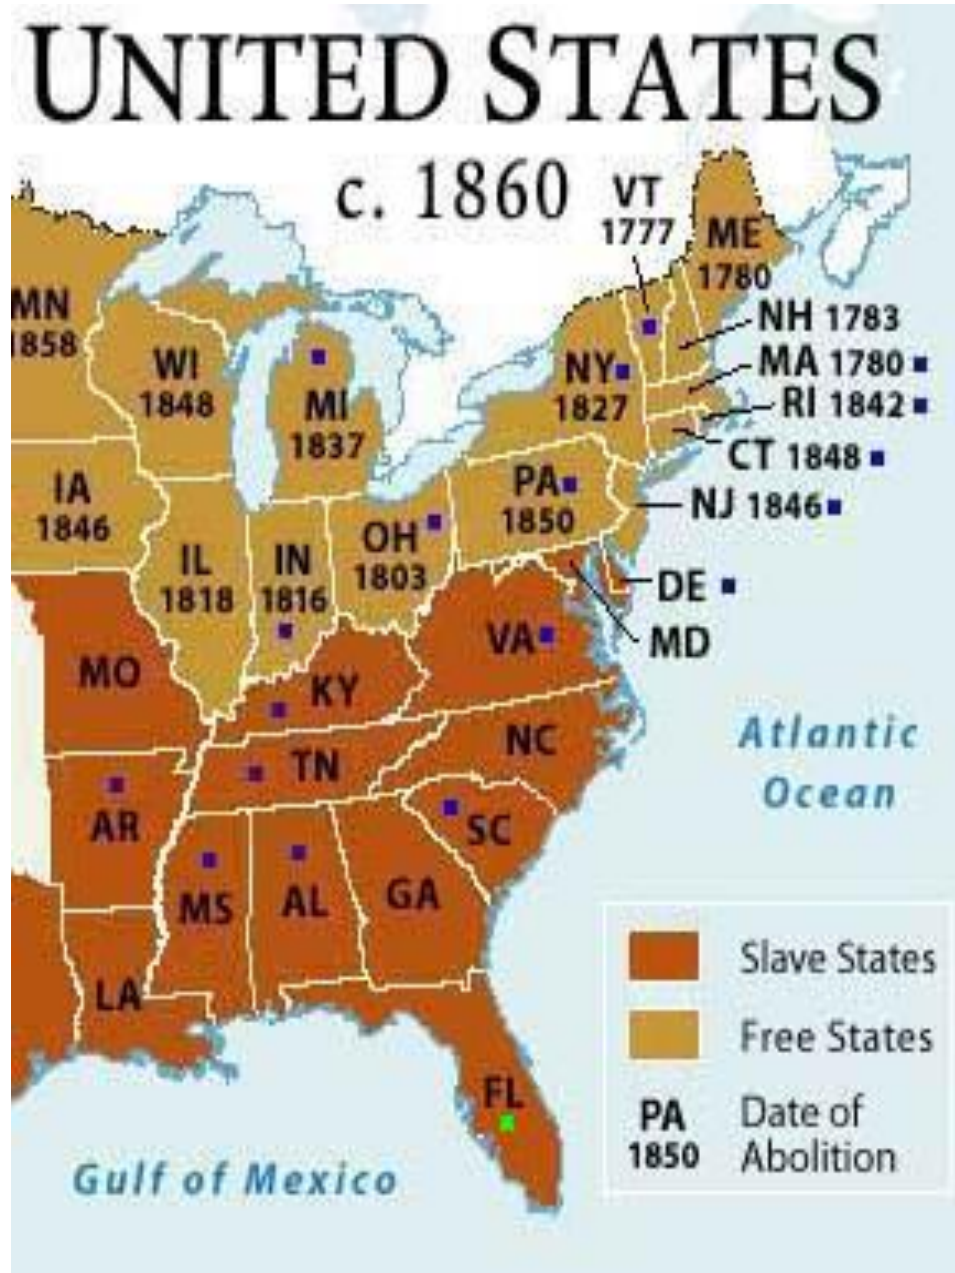 UNITED STATES
c. 1860
VT
1777
ME
1780
MN
1858
NH 1783
WI
1848
MA 1780
NY
1827
MI
1837
RI 1842
CT 1848
IA
1846
PA
1850
NJ 1846
OH
1803
IL
1818
IN
1816
DE
MD
VA
MO
KY
NC
TN
Atlantic
Ocean
AR
SC
MS
AL
GA
LA
Slave States
Free States
FL
PA
1850
Date of
Abolition
Gulf of Mexico